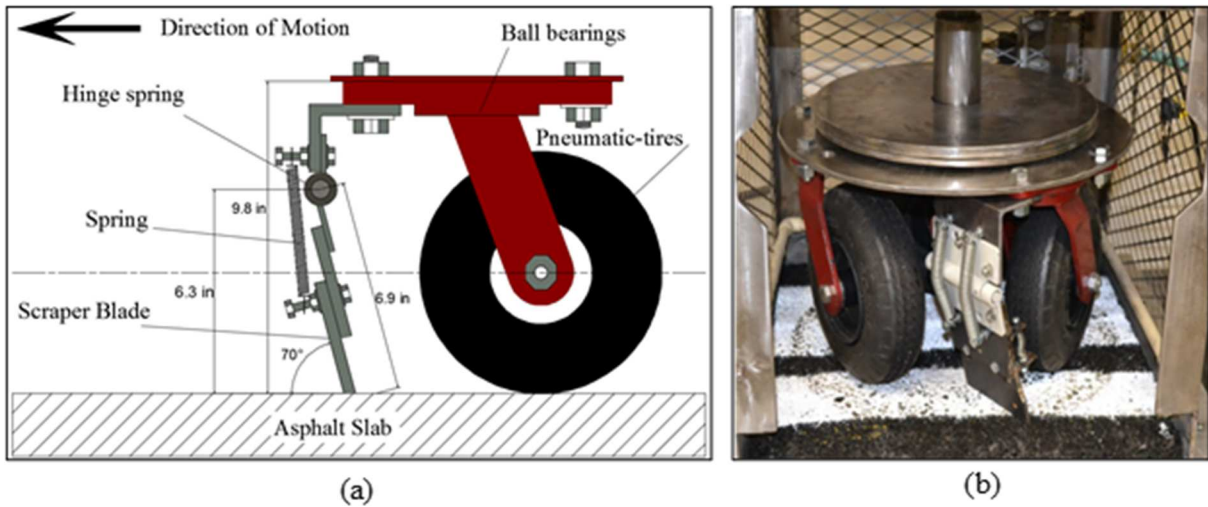 Direction of Motion
Ball bearings
Hinge spring
Pneumatic-tires
9.8 in
Spring
6.3 in
6.9 in
Scraper Blade
70°
Asphalt Slab
(a)
(b)